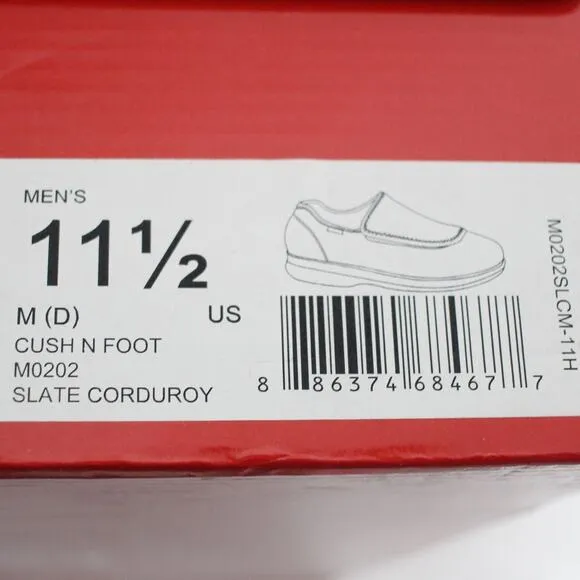 MEN'S
11½
M (D) US
CUSH N FOOT
M0202
SLATE CORDUROY
8 86374 68467 7
M0202SLCM-11H